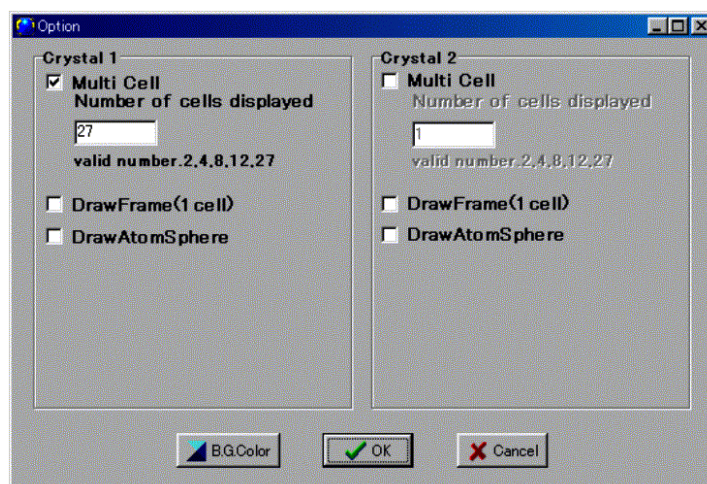 Option
Crystal 1
Multi Cell
Number of cells displayed
27
valid number.2,4,8,12,27
DrawFrame(1 cell)
DrawAtomSphere
Crystal 2
Multi Cell
Number of cells displayed
1
valid number.2,4,8,12,27
DrawFrame(1 cell)
DrawAtomSphere
B.G.Color
OK
Cancel